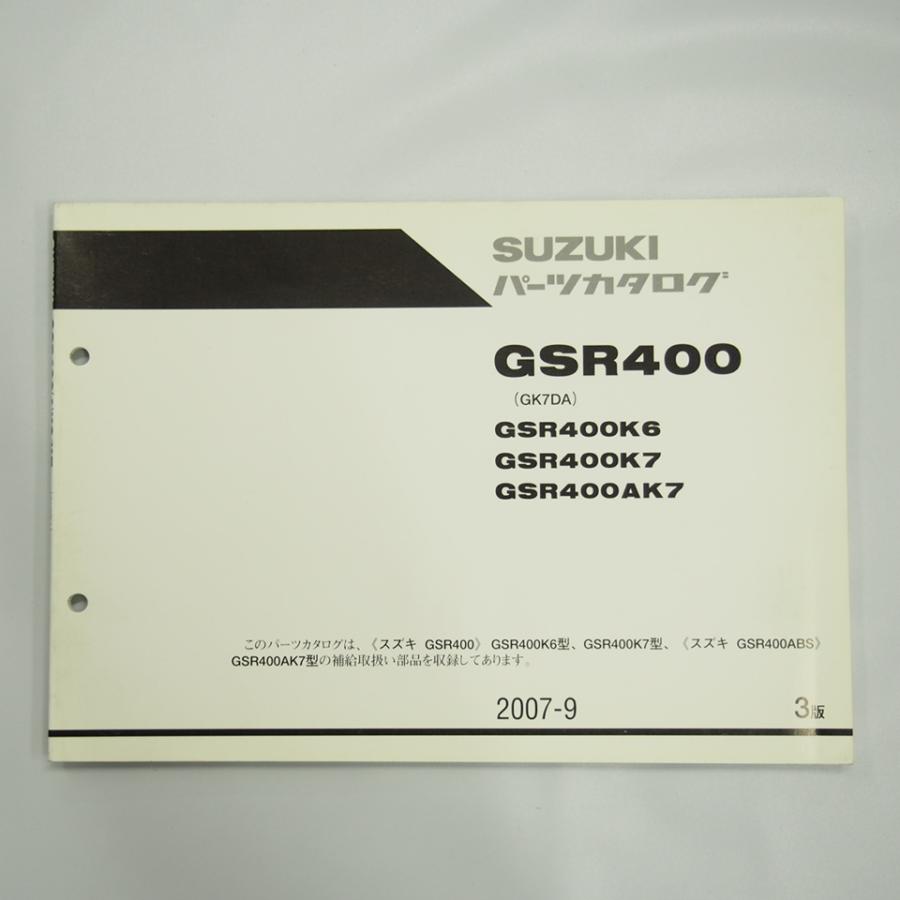 SUZUKI
パーツカタログ
GSR400
(GK7DA)
GSR400K6
GSR400K7
GSR400AK7
このパーツカタログは、《スズキ GSR400》 GSR400K6型、GSR400K7型、《スズキ GSR400ABS》
GSR400AK7型の補給取扱い部品を収録してあります。
2007-9
3版